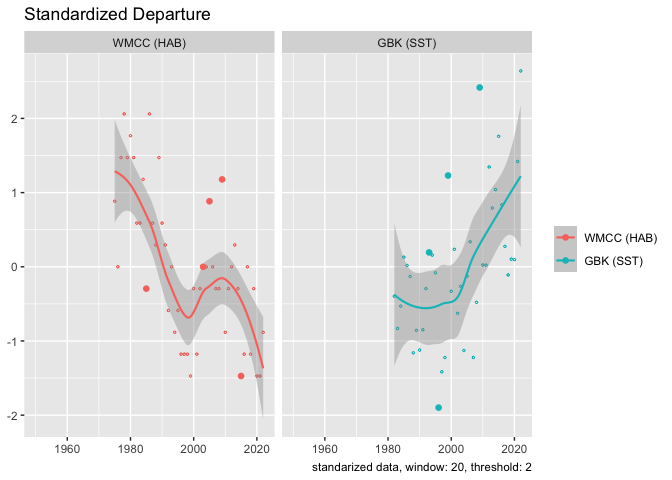 Standardized Departure
WMCC (HAB)
GBK (SST)
2
1
0
-1
-2
1960
1980
2000
2020
1960
1980
2000
2020
WMCC (HAB)
GBK (SST)
standarized data, window: 20, threshold: 2